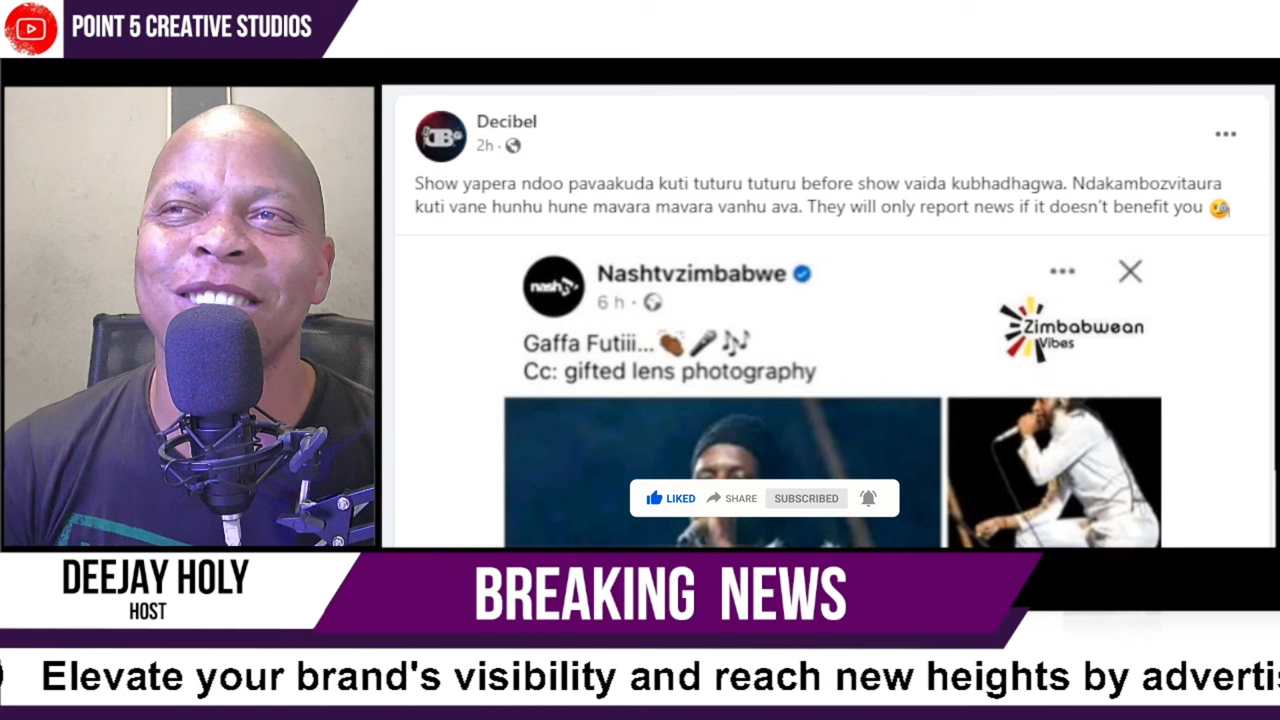 POINT 5 CREATIVE STUDIOS
Decibel
2h
Show yapera ndoo pavaakuda kuti tuturu tuturu before show vaida kubhadhagwa. Ndakambozvitaura
kuti vane hunhu hune mavara mavara vanhu ava. They will only report news if it doesn't benefit you
nash
Nashtvzimbabwe
6 h
Gaffa Futiii...
Cc: gifted lens photography
Zimbabwean
Vibes
LIKED SHARE SUBSCRIBED
DEEJAY HOLY
HOST
BREAKING NEWS
Elevate your brand's visibility and reach new heights by adverti